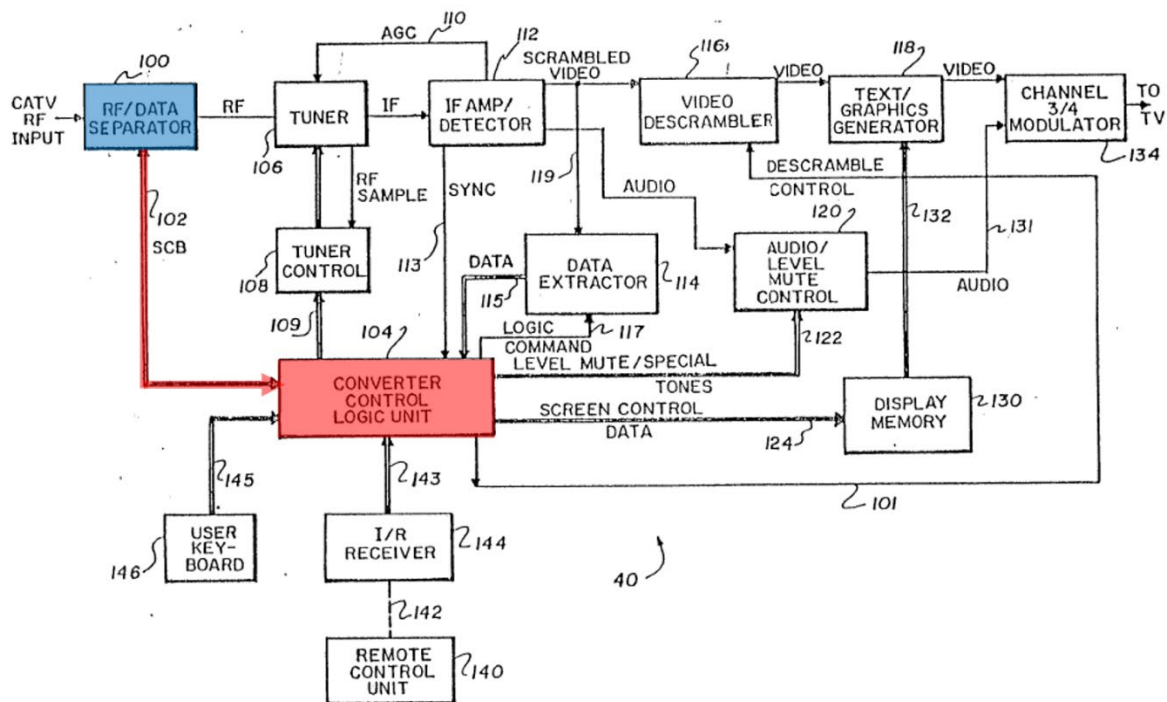 110
AGC
112
SCRAMBLED
VIDEO
116
118
VIDEO
VIDEO
100
CATV
RF
INPUT
RF/DATA
SEPARATOR
RF
TUNER
IF
IF AMP/
DETECTOR
VIDEO
DESCRAMBLER
TEXT/
GRAPHICS
GENERATOR
CHANNEL
3/4
MODULATOR
TO
TV
134
106
RF
SAMPLE
SYNC
119
AUDIO
DESCRAMBLE
CONTROL
102
SCB
132
131
TUNER
CONTROL
108
113
DATA
115
DATA
EXTRACTOR
114
120
AUDIO/
LEVEL
MUTE
CONTROL
AUDIO
109
104
LOGIC
COMMAND
117
122
LEVEL MUTE/SPECIAL
TONES
CONVERTER
CONTROL
LOGIC UNIT
SCREEN CONTROL
DATA
124
DISPLAY
MEMORY
130
145
143
101
USER
KEY-
BOARD
146
I/R
RECEIVER
144
40
142
REMOTE
CONTROL
UNIT
140